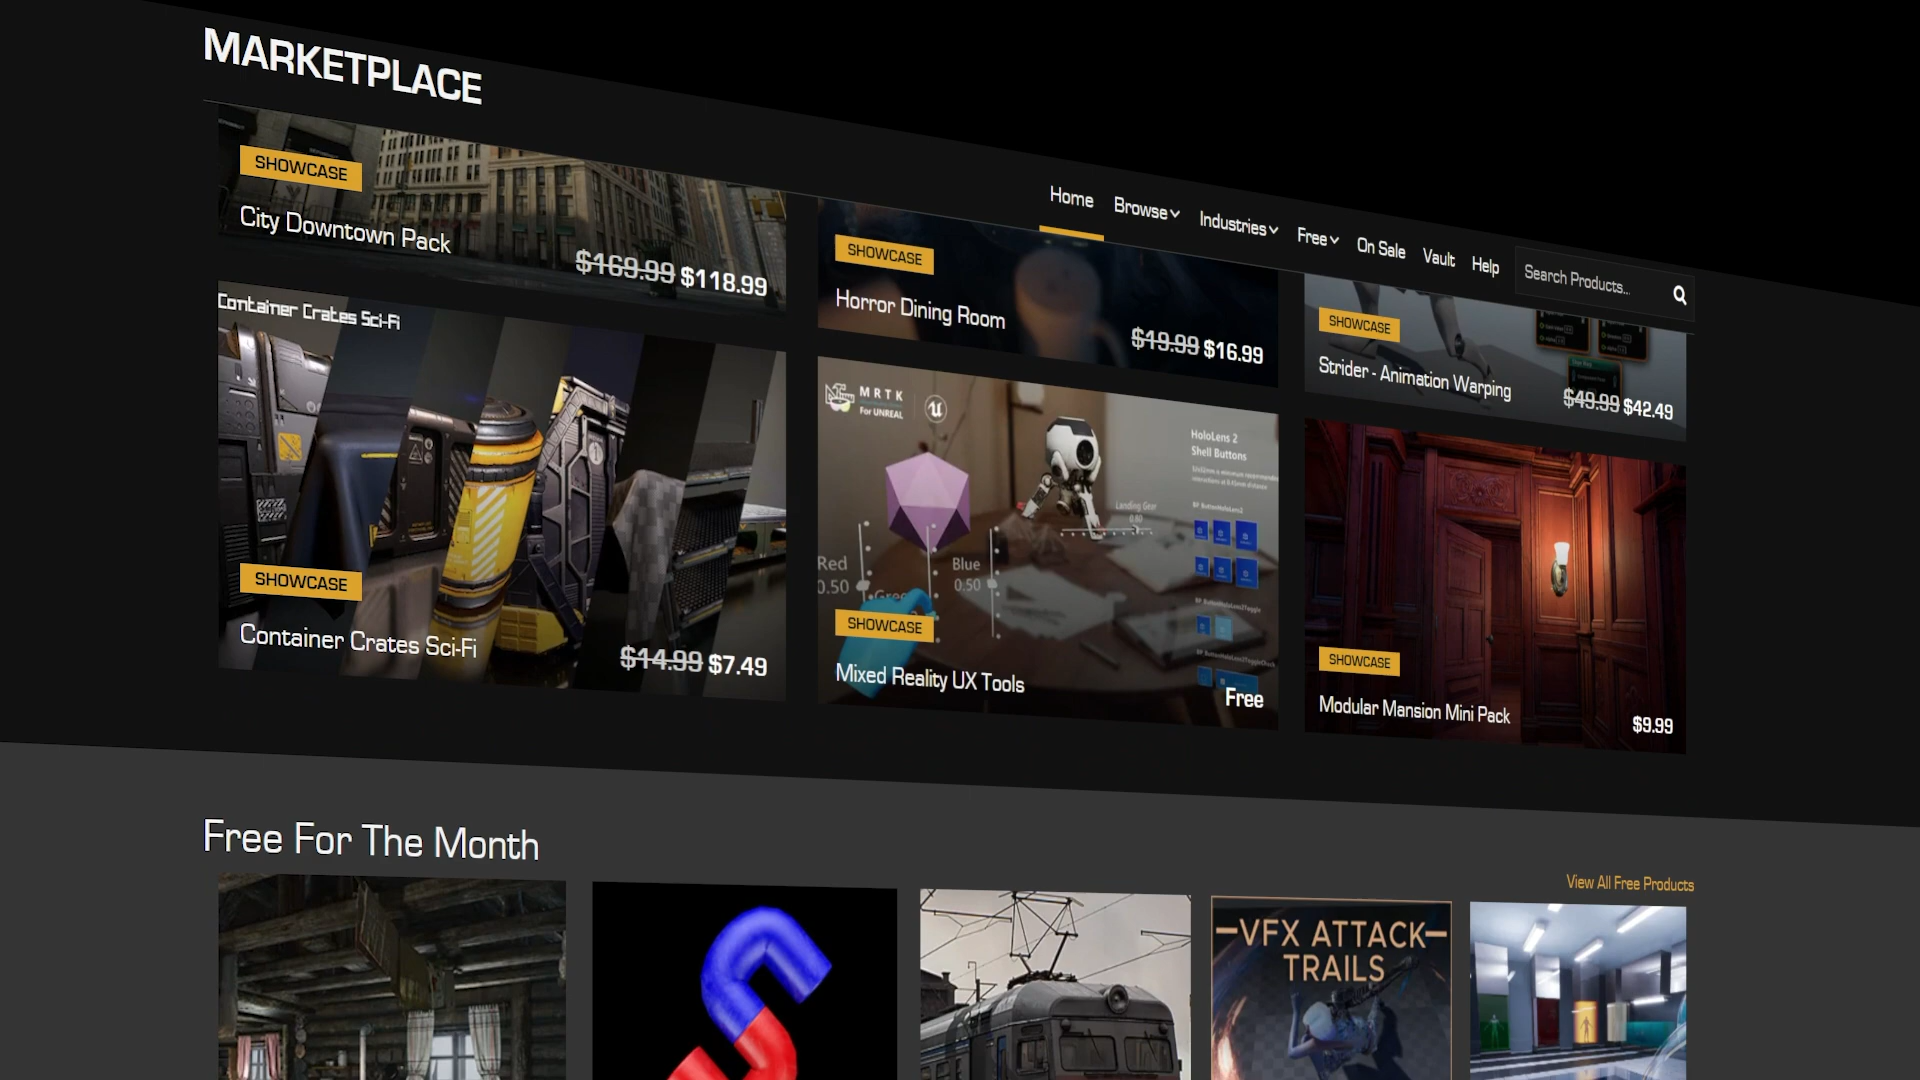 MARKETPLACE
Home
Browse
Industries
Free
On Sale
Vault
Help
Search Products...
SHOWCASE
City Downtown Pack
$169.99 $118.99
SHOWCASE
Horror Dining Room
$19.99 $16.99
SHOWCASE
Strider - Animation Warping
$49.99 $42.49
Container Crates Sci-Fi
SHOWCASE
Container Crates Sci-Fi
$14.99 $7.49
MRTK
For UNREAL
HoloLens 2
Shell Buttons
Landing Gear
0.60
Red
0.50
Blue
0.50
SHOWCASE
Mixed Reality UX Tools
Free
SHOWCASE
Modular Mansion Mini Pack
$9.99
Free For The Month
View All Free Products
VFX ATTACK
TRAILS